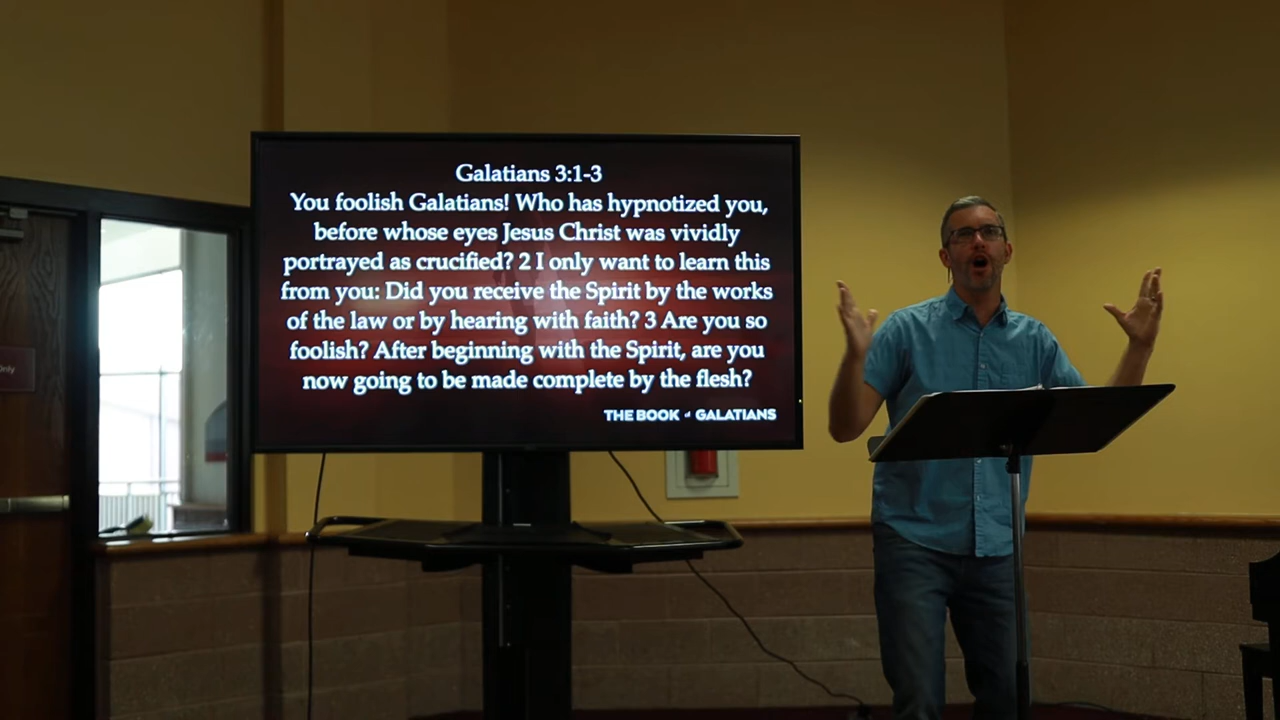 Galatians 3:1-3
You foolish Galatians! Who has hypnotized you,
before whose eyes Jesus Christ was vividly
portrayed as crucified? 2 I only want to learn this
from you: Did you receive the Spirit by the works
of the law or by hearing with faith? 3 Are you so
foolish? After beginning with the Spirit, are you
now going to be made complete by the flesh?
THE BOOK of GALATIANS
nly